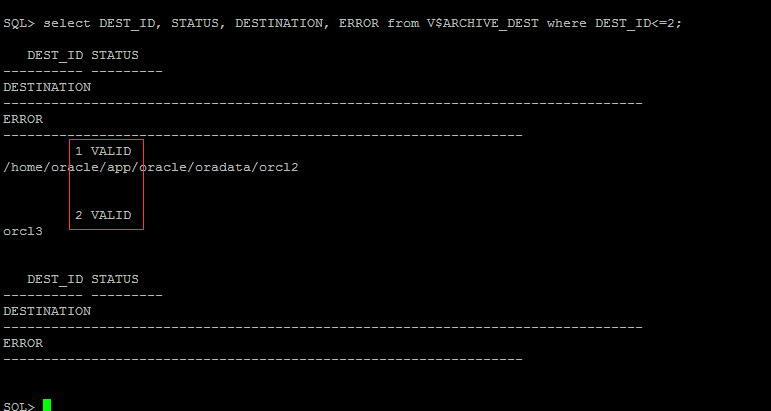 SQL> select DEST_ID, STATUS, DESTINATION, ERROR from V$ARCHIVE_DEST where DEST_ID<=2;
   DEST_ID STATUS
---------- ---------
DESTINATION
--------------------------------------------------------------------------------
ERROR
-----------------------------------------------------------------
         1 VALID
/home/oracle/app/oracle/oradata/orcl2
         2 VALID
orcl3
   DEST_ID STATUS
---------- ---------
DESTINATION
--------------------------------------------------------------------------------
ERROR
-----------------------------------------------------------------
SQL>